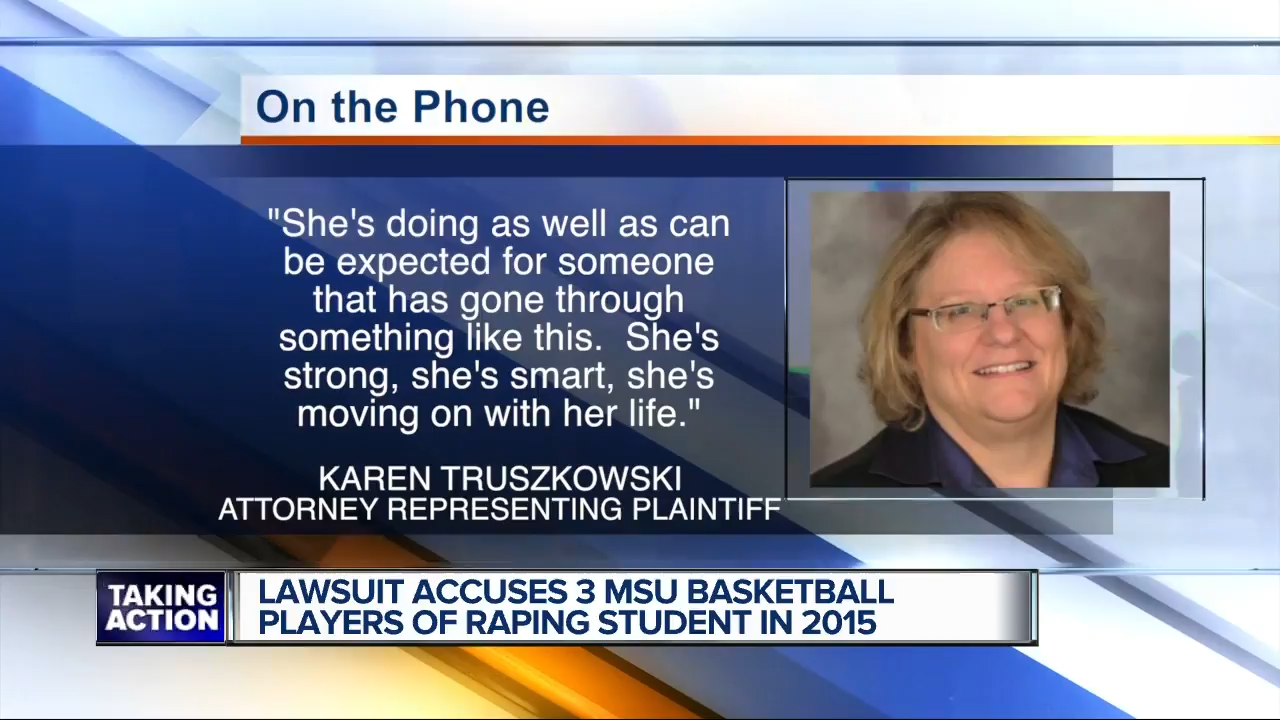 On the Phone
"She's doing as well as can
be expected for someone
that has gone through
something like this.  She's
strong, she's smart, she's
moving on with her life."
KAREN TRUSZKOWSKI
ATTORNEY REPRESENTING PLAINTIFF
TAKING
ACTION
LAWSUIT ACCUSES 3 MSU BASKETBALL
PLAYERS OF RAPING STUDENT IN 2015